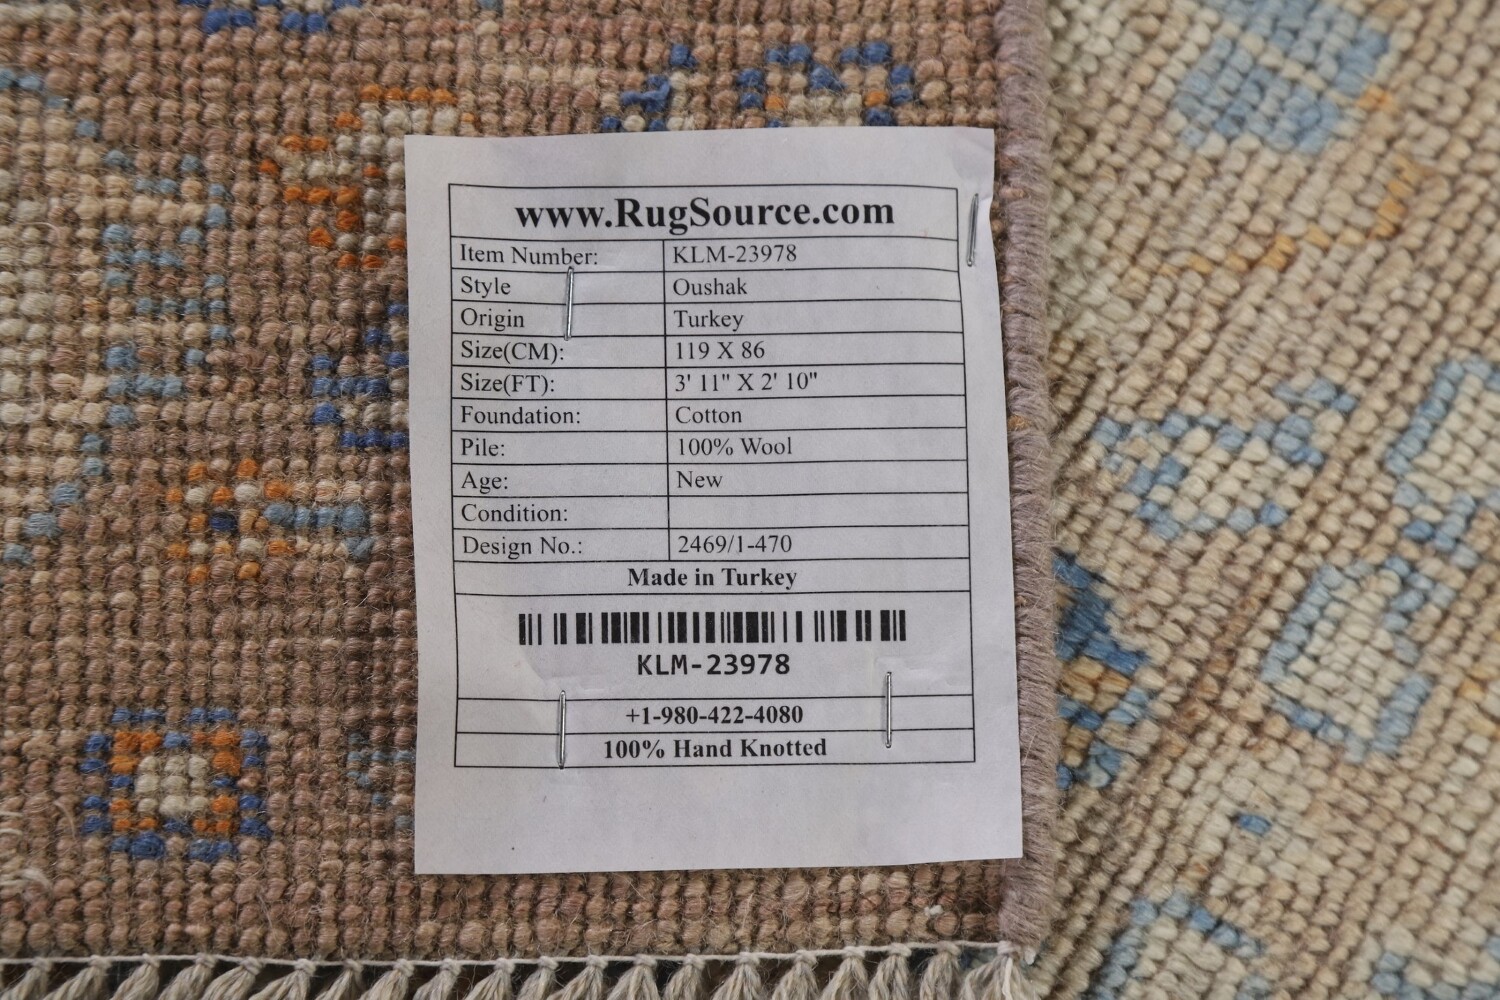 www.RugSource.com
Item Number: KLM-23978
Style Oushak
Origin Turkey
Size(CM): 119 X 86
Size(FT): 3' 11" X 2' 10"
Foundation: Cotton
Pile: 100% Wool
Age: New
Condition:
Design No.: 2469/1-470
Made in Turkey
KLM-23978
+1-980-422-4080
100% Hand Knotted